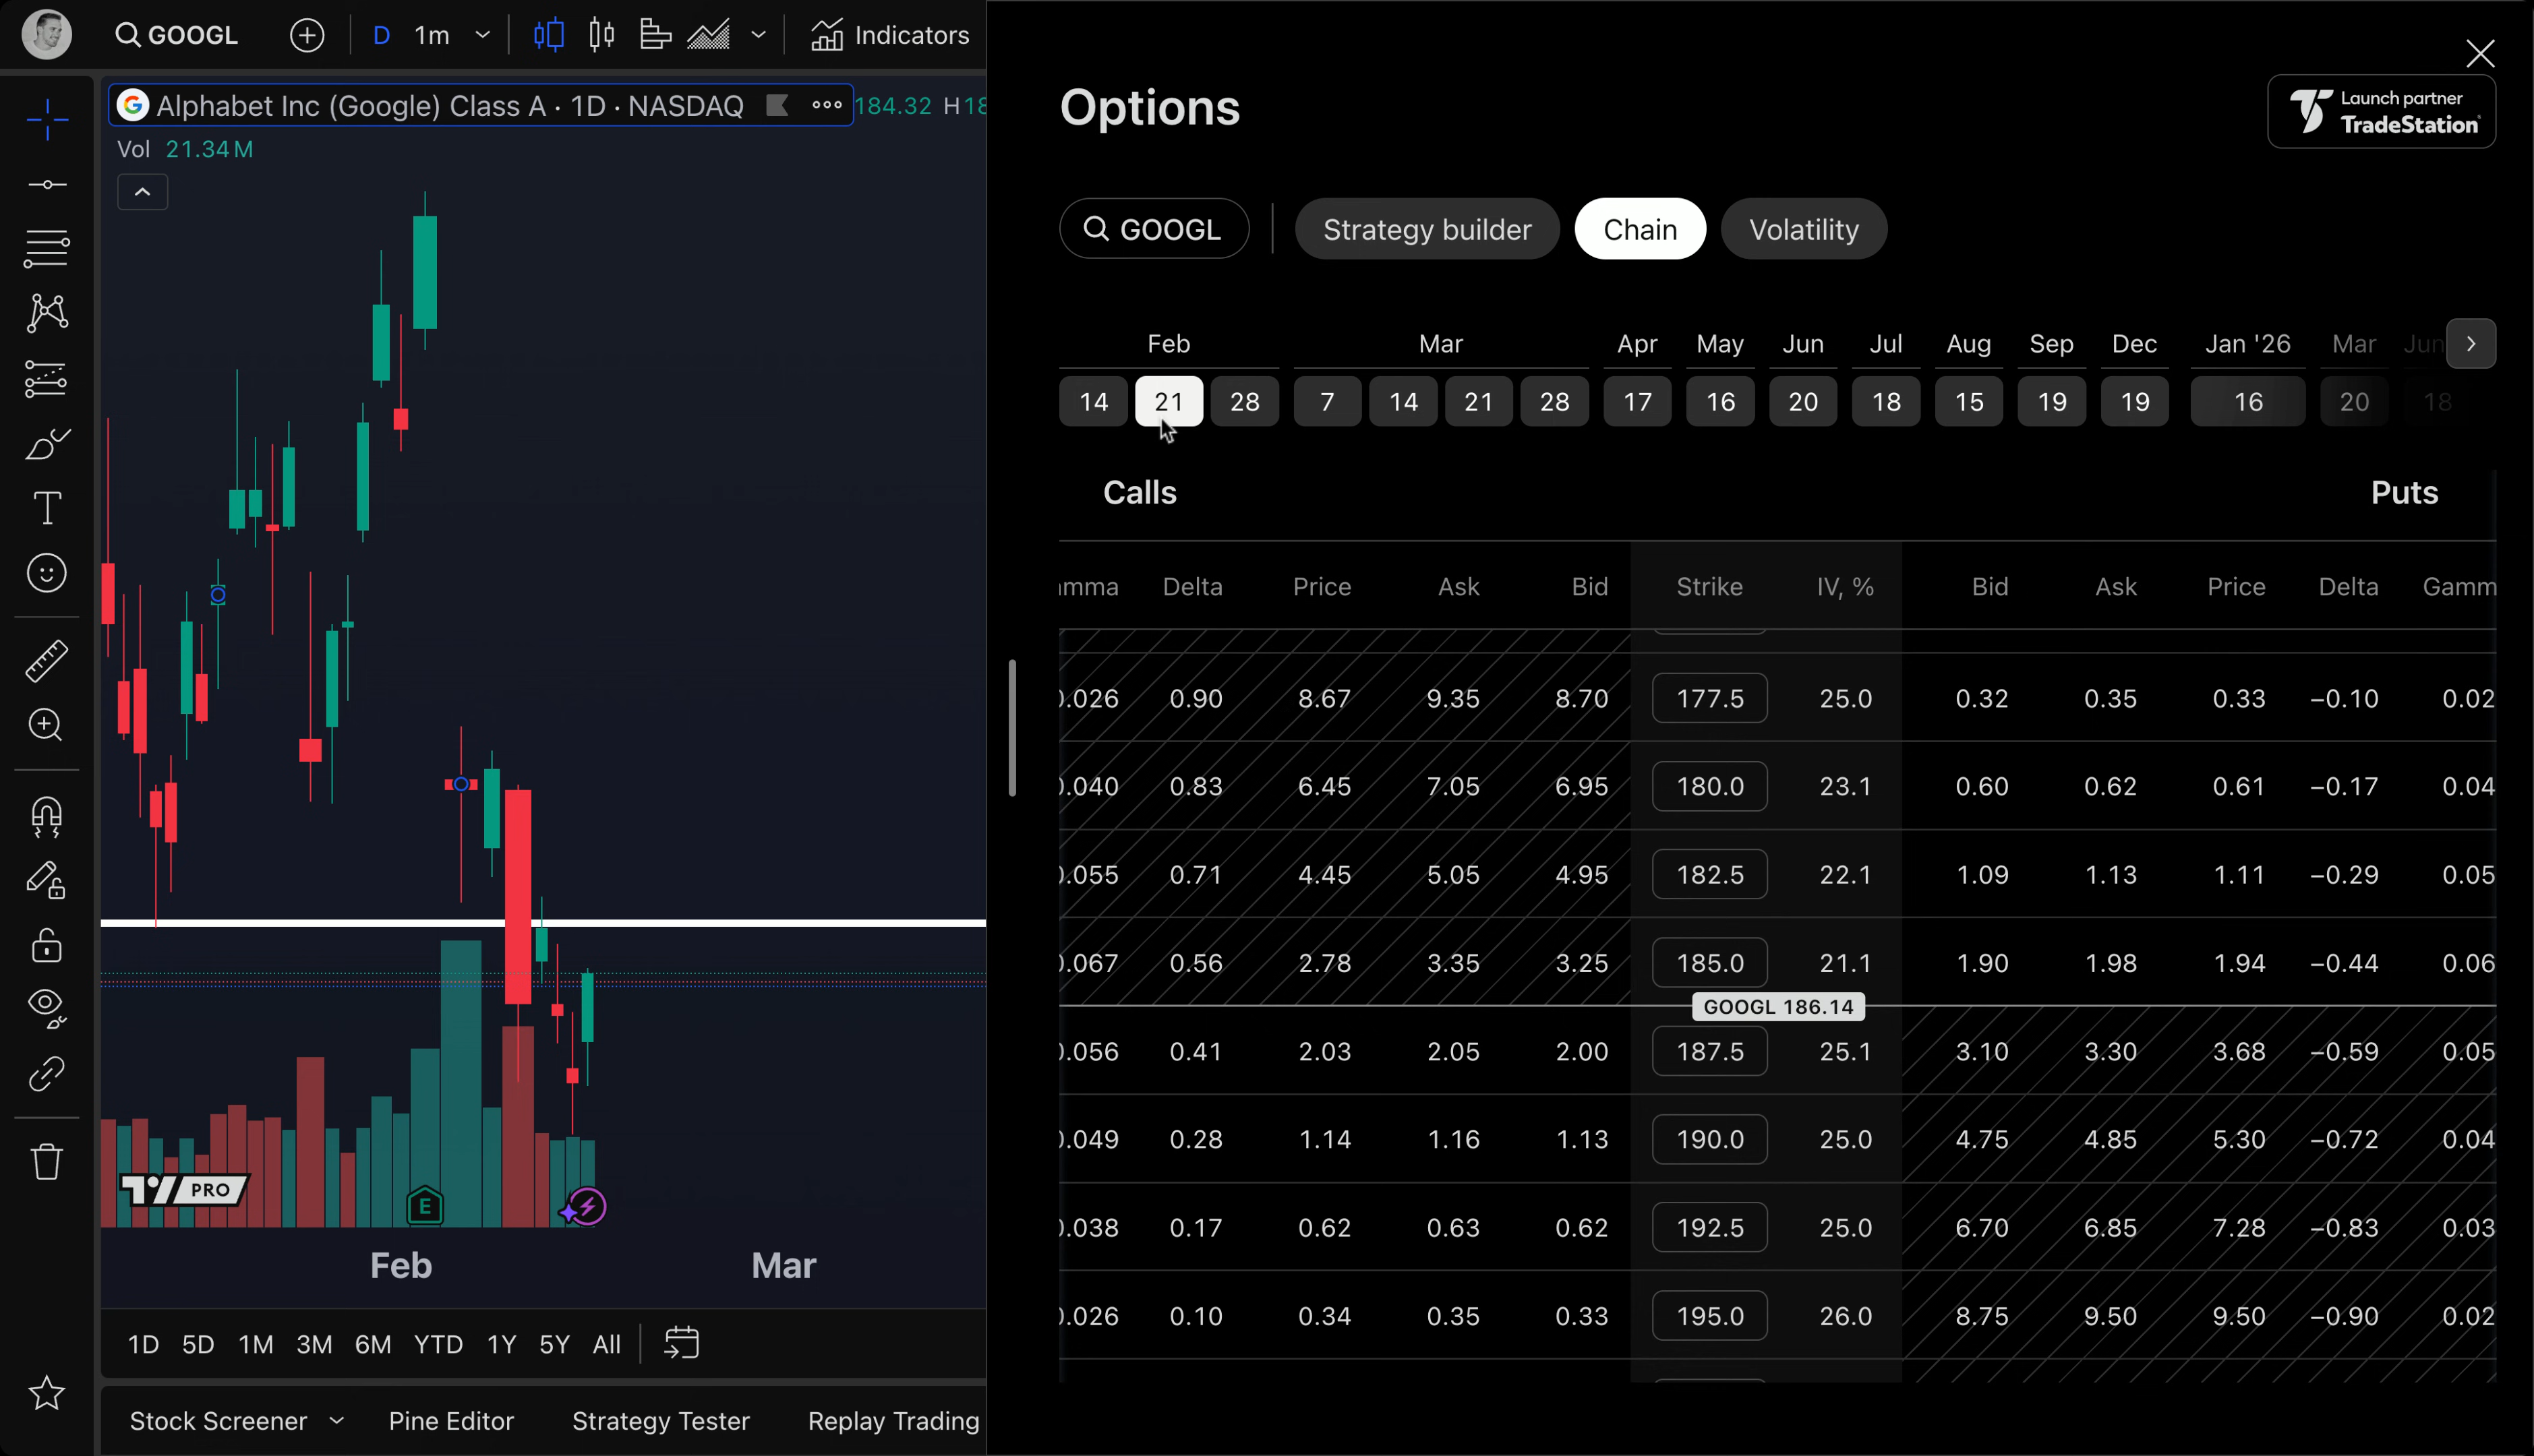 GOOGL D 1m Indicators
Alphabet Inc (Google) Class A · 1D · NASDAQ 184.32 H18
Vol 21.34M
PRO
E
Feb Mar
1D 5D 1M 3M 6M YTD 1Y 5Y All
Stock Screener Pine Editor Strategy Tester Replay Trading
Options
Launch partner
TradeStation
GOOGL Strategy builder Chain Volatility
Feb Mar Apr May Jun Jul Aug Sep Dec Jan '26 Mar Jun
14 21 28 7 14 21 28 17 16 20 18 15 19 19 16 20 18
Calls Puts
mma Delta Price Ask Bid Strike IV, % Bid Ask Price Delta Gamm
0.026 0.90 8.67 9.35 8.70 177.5 25.0 0.32 0.35 0.33 −0.10 0.02
0.040 0.83 6.45 7.05 6.95 180.0 23.1 0.60 0.62 0.61 −0.17 0.04
0.055 0.71 4.45 5.05 4.95 182.5 22.1 1.09 1.13 1.11 −0.29 0.05
0.067 0.56 2.78 3.35 3.25 185.0 21.1 1.90 1.98 1.94 −0.44 0.06
GOOGL 186.14
0.056 0.41 2.03 2.05 2.00 187.5 25.1 3.10 3.30 3.68 −0.59 0.05
0.049 0.28 1.14 1.16 1.13 190.0 25.0 4.75 4.85 5.30 −0.72 0.04
0.038 0.17 0.62 0.63 0.62 192.5 25.0 6.70 6.85 7.28 −0.83 0.03
0.026 0.10 0.34 0.35 0.33 195.0 26.0 8.75 9.50 9.50 −0.90 0.02